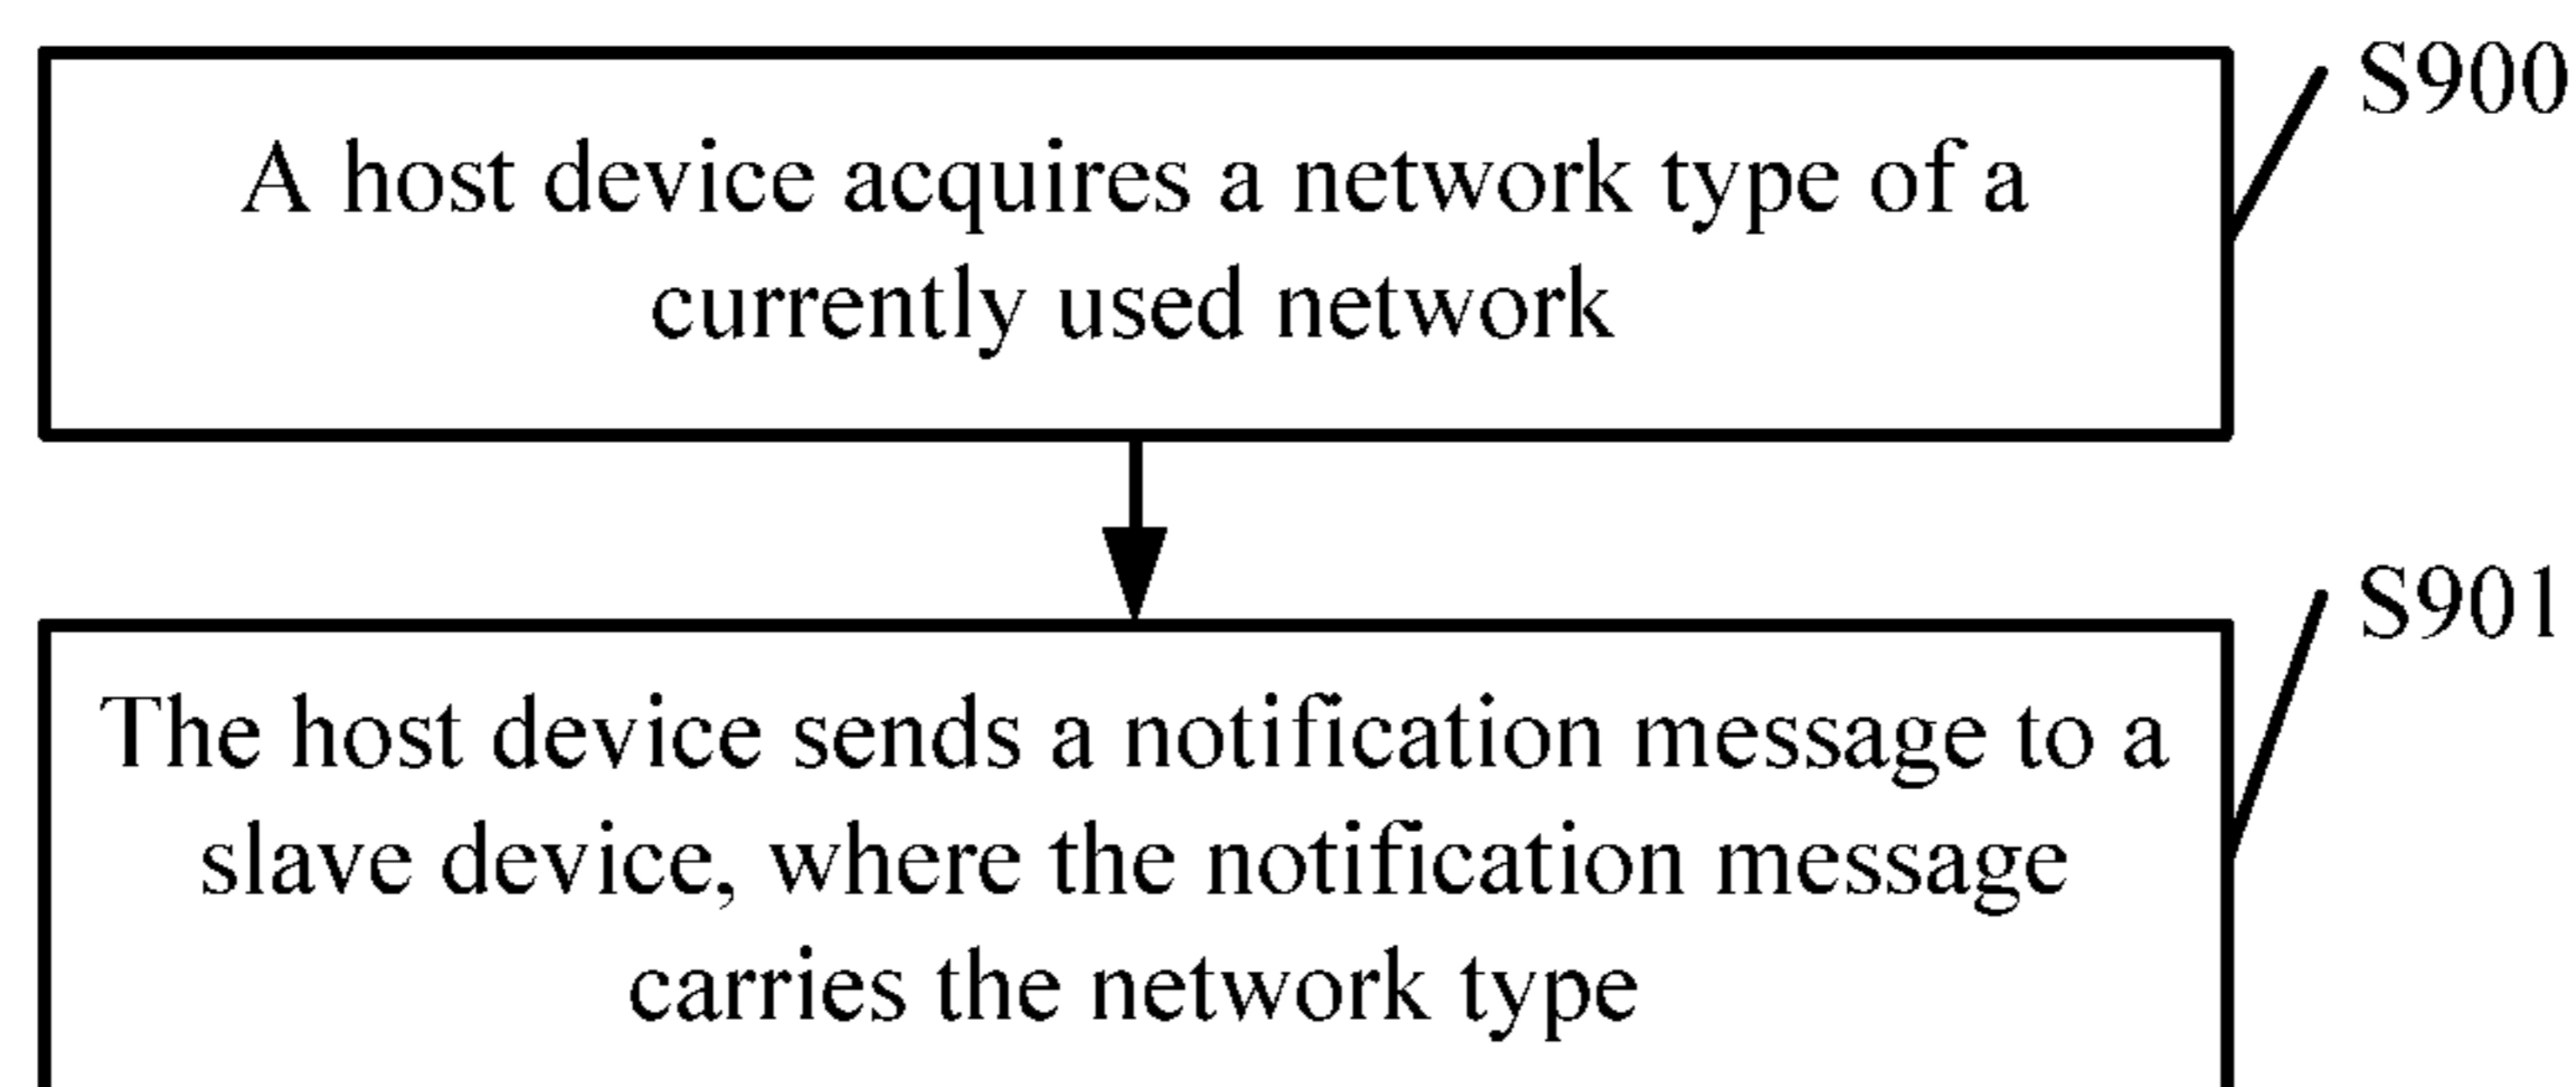 S900
A host device acquires a network type of a
currently used network
S901
The host device sends a notification message to a
slave device, where the notification message
carries the network type